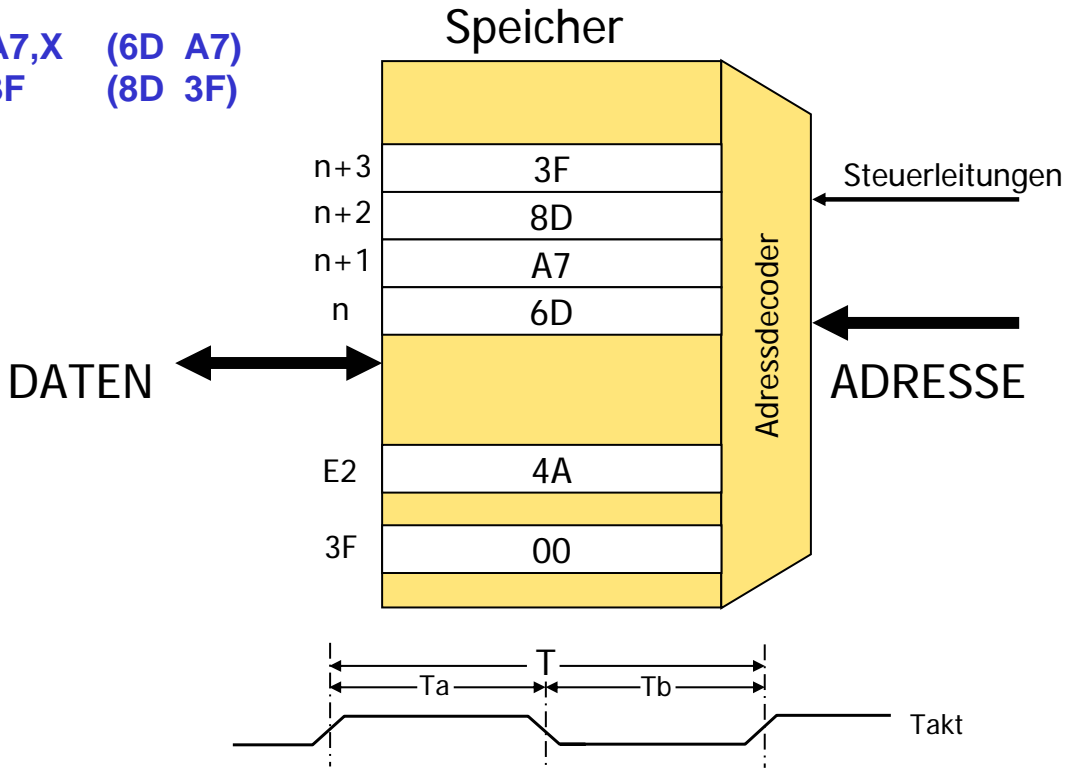 Speicher
A7,X (6D A7)
3F (8D 3F)
n+3 3F
n+2 8D
n+1 A7
n 6D
Steuerleitungen
Adressdecoder
DATEN
ADRESSE
E2 4A
3F 00
T
Ta Tb
Takt